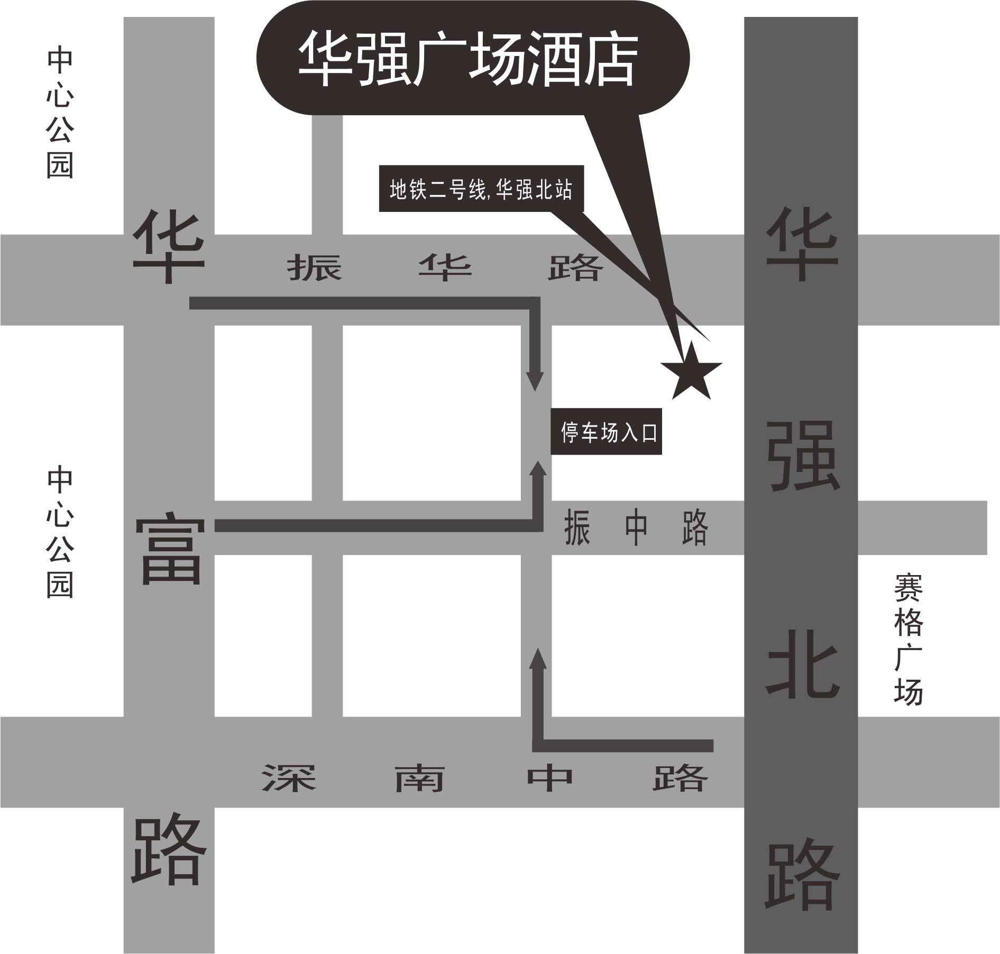 华强广场酒店
中心公园
地铁二号线,华强北站
华富路
振华路
华强北路
停车场入口
中心公园
振中路
赛格广场
深南中路